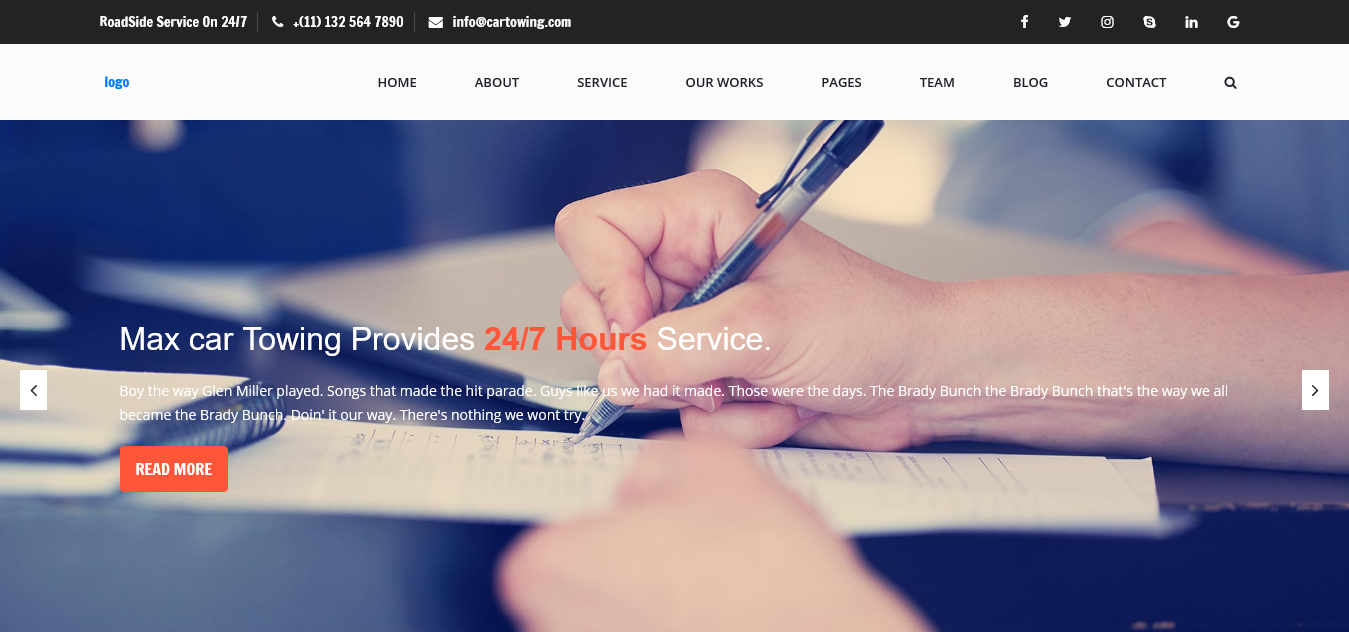 RoadSide Service On 24/7 +(11) 132 564 7890 info@cartowing.com
logo HOME ABOUT SERVICE OUR WORKS PAGES TEAM BLOG CONTACT
Max car Towing Provides 24/7 Hours Service.
Boy the way Glen Miller played. Songs that made the hit parade. Guys like us we had it made. Those were the days. The Brady Bunch the Brady Bunch that's the way we all
became the Brady Bunch. Doin' it our way. There's nothing we wont try.
READ MORE